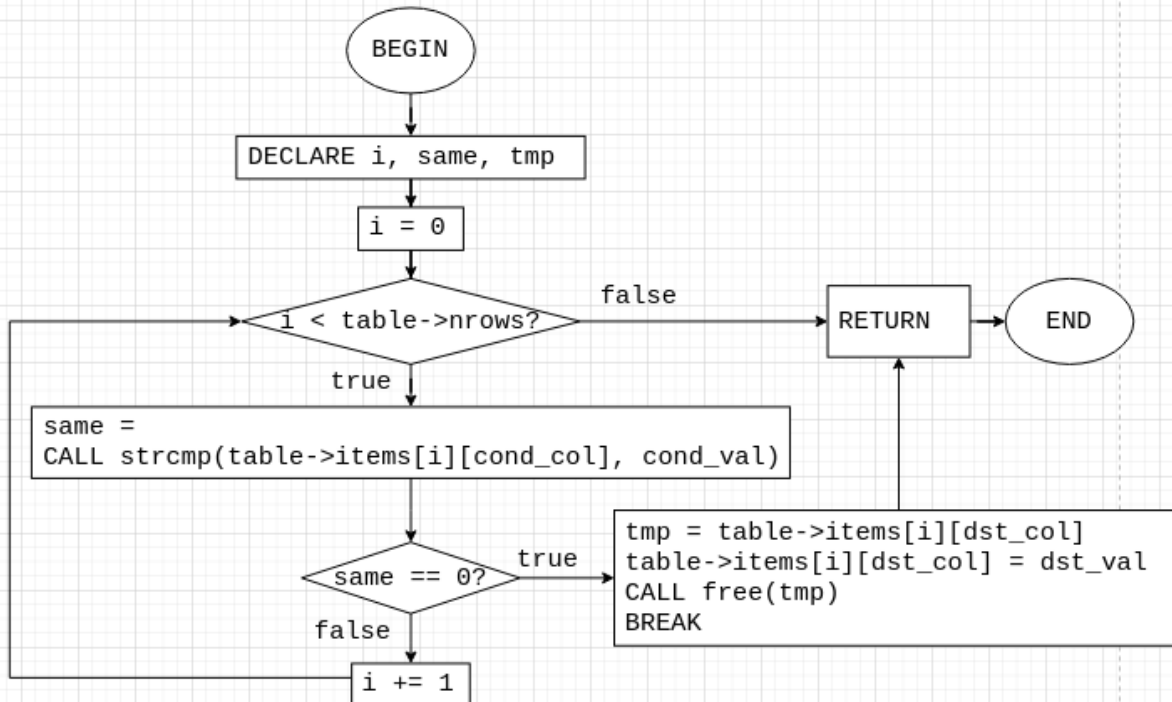 BEGIN
DECLARE i, same, tmp
i = 0
i < table->nrows?
false
RETURN
END
true
same =
CALL strcmp(table->items[i][cond_col], cond_val)
same == 0?
true
tmp = table->items[i][dst_col]
table->items[i][dst_col] = dst_val
CALL free(tmp)
BREAK
false
i += 1